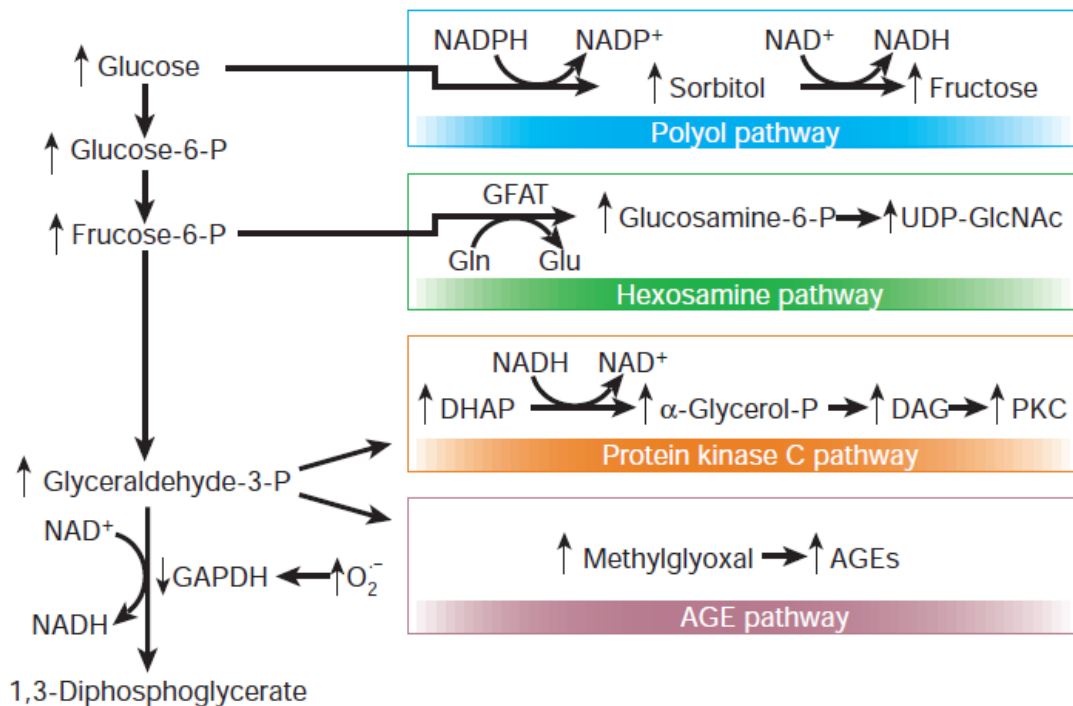 ↑ Glucose
↑ Glucose-6-P
↑ Frucose-6-P
↑ Glyceraldehyde-3-P
NAD⁺
↓GAPDH
↑O₂˙⁻
NADH
1,3-Diphosphoglycerate
NADPH NADP⁺ NAD⁺ NADH
↑ Sorbitol ↑ Fructose
Polyol pathway
GFAT
↑ Glucosamine-6-P ↑ UDP-GlcNAc
Gln Glu
Hexosamine pathway
NADH NAD⁺
↑ DHAP ↑ α-Glycerol-P ↑ DAG ↑ PKC
Protein kinase C pathway
↑ Methylglyoxal ↑ AGEs
AGE pathway